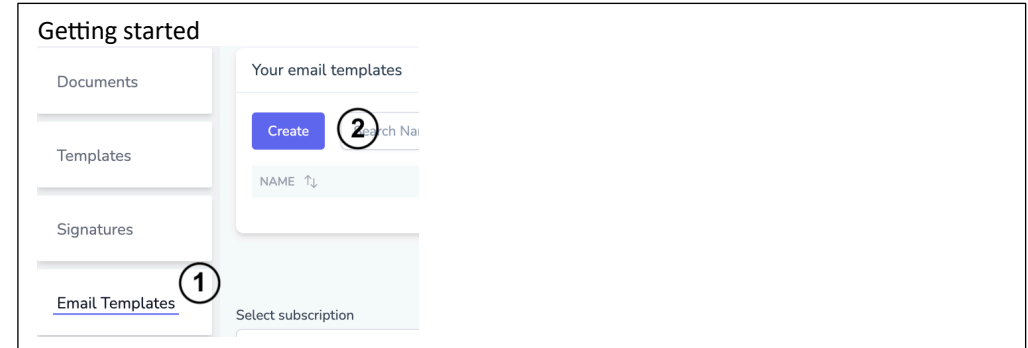 Getting started
Documents
Templates
Signatures
Email Templates
1
Your email templates
Create
2
NAME
Select subscription